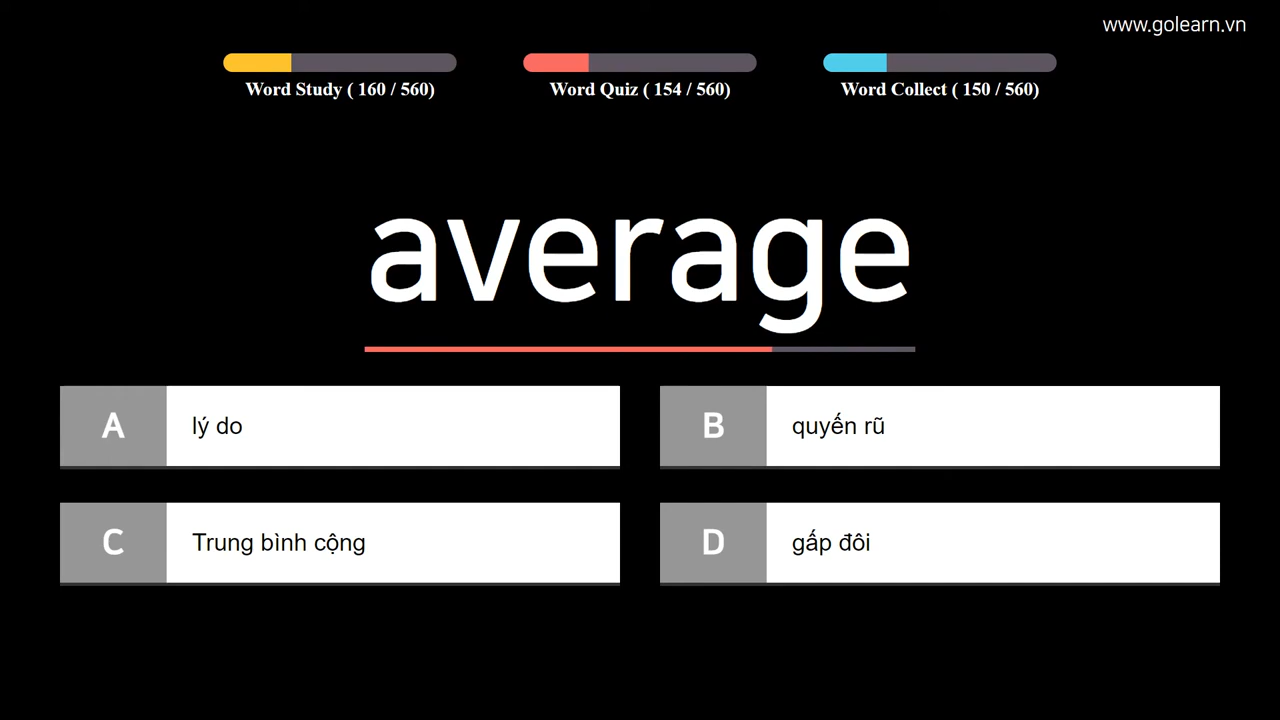 www.golearn.vn
Word Study ( 160 / 560)
Word Quiz ( 154 / 560)
Word Collect ( 150 / 560)
average
A lý do
B quyến rũ
C Trung bình cộng
D gấp đôi